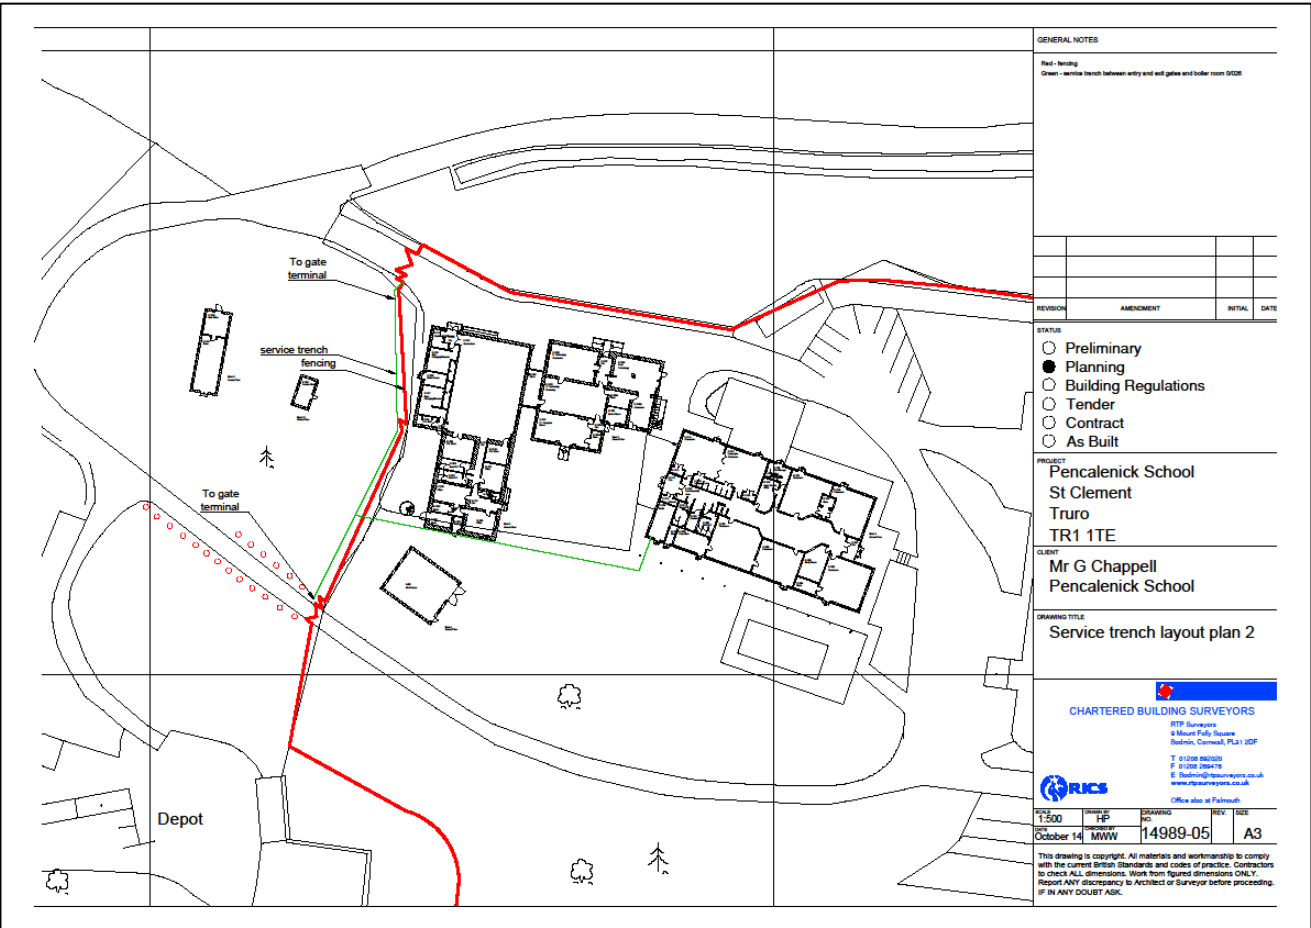 GENERAL NOTES
Red - fencing
Green - service trench between entry and exit gates and boiler room 0/028
To gate
terminal
service trench
fencing
To gate
terminal
Depot
REVISION AMENDMENT INITIAL DATE
STATUS
Preliminary
Planning
Building Regulations
Tender
Contract
As Built
PROJECT
Pencalenick School
St Clement
Truro
TR1 1TE
CLIENT
Mr G Chappell
Pencalenick School
DRAWING TITLE
Service trench layout plan 2
CHARTERED BUILDING SURVEYORS
RTP Surveyors
9 Mount Folly Square
Bodmin, Cornwall, PL31 2DF
T 01208
F 01208
E Bodmin@rtpsurveyors.co.uk
www.rtpsurveyors.co.uk
Office also at Falmouth
RICS
SCALE DRAWN BY DRAWING NO. REV. SIZE
1:500 HP 14989-05 A3
DATE CHECKED BY
October 14 MWW
This drawing is copyright. All materials and workmanship to comply
with the current British Standards and codes of practice. Contractors
to check ALL dimensions. Work from figured dimensions ONLY.
Report ANY discrepancy to Architect or Surveyor before proceeding.
IF IN ANY DOUBT ASK.